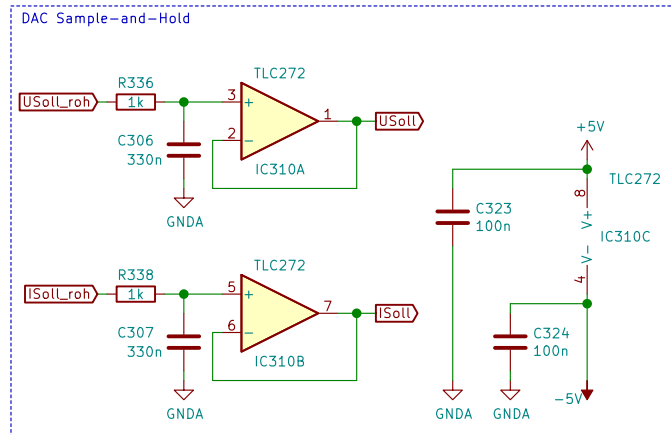 DAC Sample-and-Hold
TLC272
R336
USoll_roh
1k
3
+
1
USoll
2
-
C306
330n
IC310A
GNDA
+5V
8
TLC272
C323
100n
V+
IC310C
V-
4
TLC272
R338
ISoll_roh
1k
5
+
7
ISoll
6
-
C307
330n
IC310B
GNDA
C324
100n
-5V
GNDA
GNDA